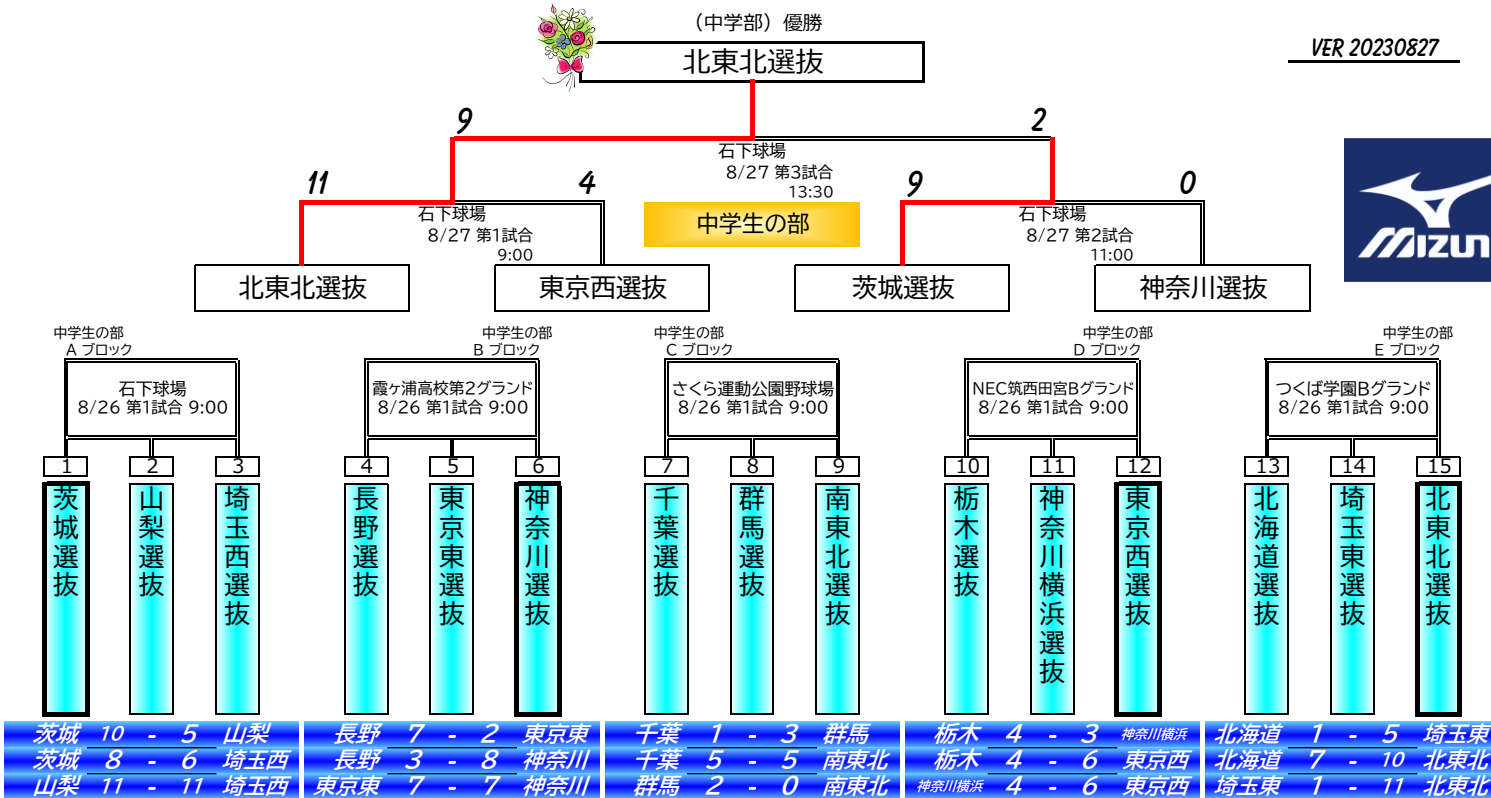 (中学部) 優勝
北東北選抜
VER 20230827
9
2
石下球場
8/27 第3試合
13:30
11
4
9
0
石下球場
8/27 第1試合
9:00
中学生の部
石下球場
8/27 第2試合
11:00
MIZUN
北東北選抜
東京西選抜
茨城選抜
神奈川選抜
中学生の部
A ブロック
中学生の部
B ブロック
中学生の部
C ブロック
中学生の部
D ブロック
中学生の部
E ブロック
石下球場
8/26 第1試合 9:00
霞ヶ浦高校第2グランド
8/26 第1試合 9:00
さくら運動公園野球場
8/26 第1試合 9:00
NEC筑西田宮Bグランド
8/26 第1試合 9:00
つくば学園Bグランド
8/26 第1試合 9:00
1 2 3 4 5 6 7 8 9 10 11 12 13 14 15
茨城選抜
山梨選抜
埼玉西選抜
長野選抜
東京東選抜
神奈川選抜
千葉選抜
群馬選抜
南東北選抜
栃木選抜
神奈川横浜選抜
東京西選抜
北海道選抜
埼玉東選抜
北東北選抜
茨城 10 - 5 山梨
茨城 8 - 6 埼玉西
山梨 11 - 11 埼玉西
長野 7 - 2 東京東
長野 3 - 8 神奈川
東京東 7 - 7 神奈川
千葉 1 - 3 群馬
千葉 5 - 5 南東北
群馬 2 - 0 南東北
栃木 4 - 3 神奈川横浜
栃木 4 - 6 東京西
神奈川横浜 4 - 6 東京西
北海道 1 - 5 埼玉東
北海道 7 - 10 北東北
埼玉東 1 - 11 北東北